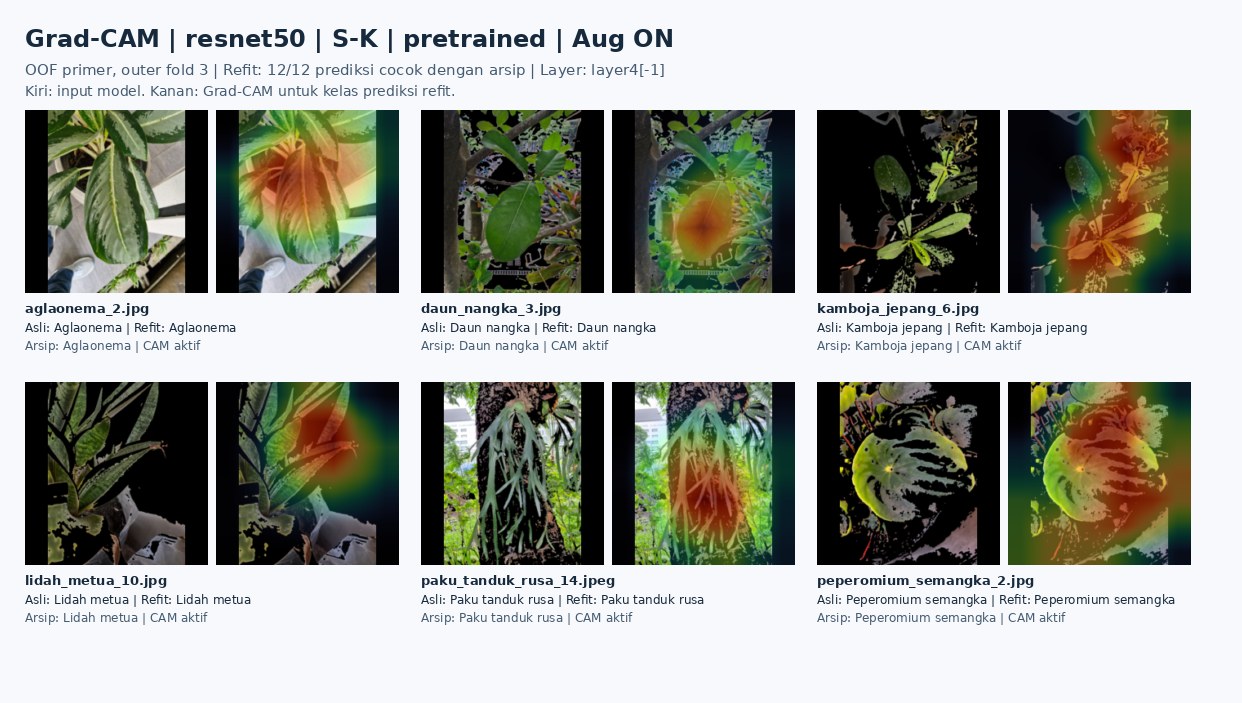 Grad-CAM | resnet50 | S-K | pretrained | Aug ON
OOF primer, outer fold 3 | Refit: 12/12 prediksi cocok dengan arsip | Layer: layer4[-1]
Kiri: input model. Kanan: Grad-CAM untuk kelas prediksi refit.
aglaonema_2.jpg
Asli: Aglaonema | Refit: Aglaonema
Arsip: Aglaonema | CAM aktif
daun_nangka_3.jpg
Asli: Daun nangka | Refit: Daun nangka
Arsip: Daun nangka | CAM aktif
kamboja_jepang_6.jpg
Asli: Kamboja jepang | Refit: Kamboja jepang
Arsip: Kamboja jepang | CAM aktif
lidah_metua_10.jpg
Asli: Lidah metua | Refit: Lidah metua
Arsip: Lidah metua | CAM aktif
paku_tanduk_rusa_14.jpeg
Asli: Paku tanduk rusa | Refit: Paku tanduk rusa
Arsip: Paku tanduk rusa | CAM aktif
peperomium_semangka_2.jpg
Asli: Peperomium semangka | Refit: Peperomium semangka
Arsip: Peperomium semangka | CAM aktif